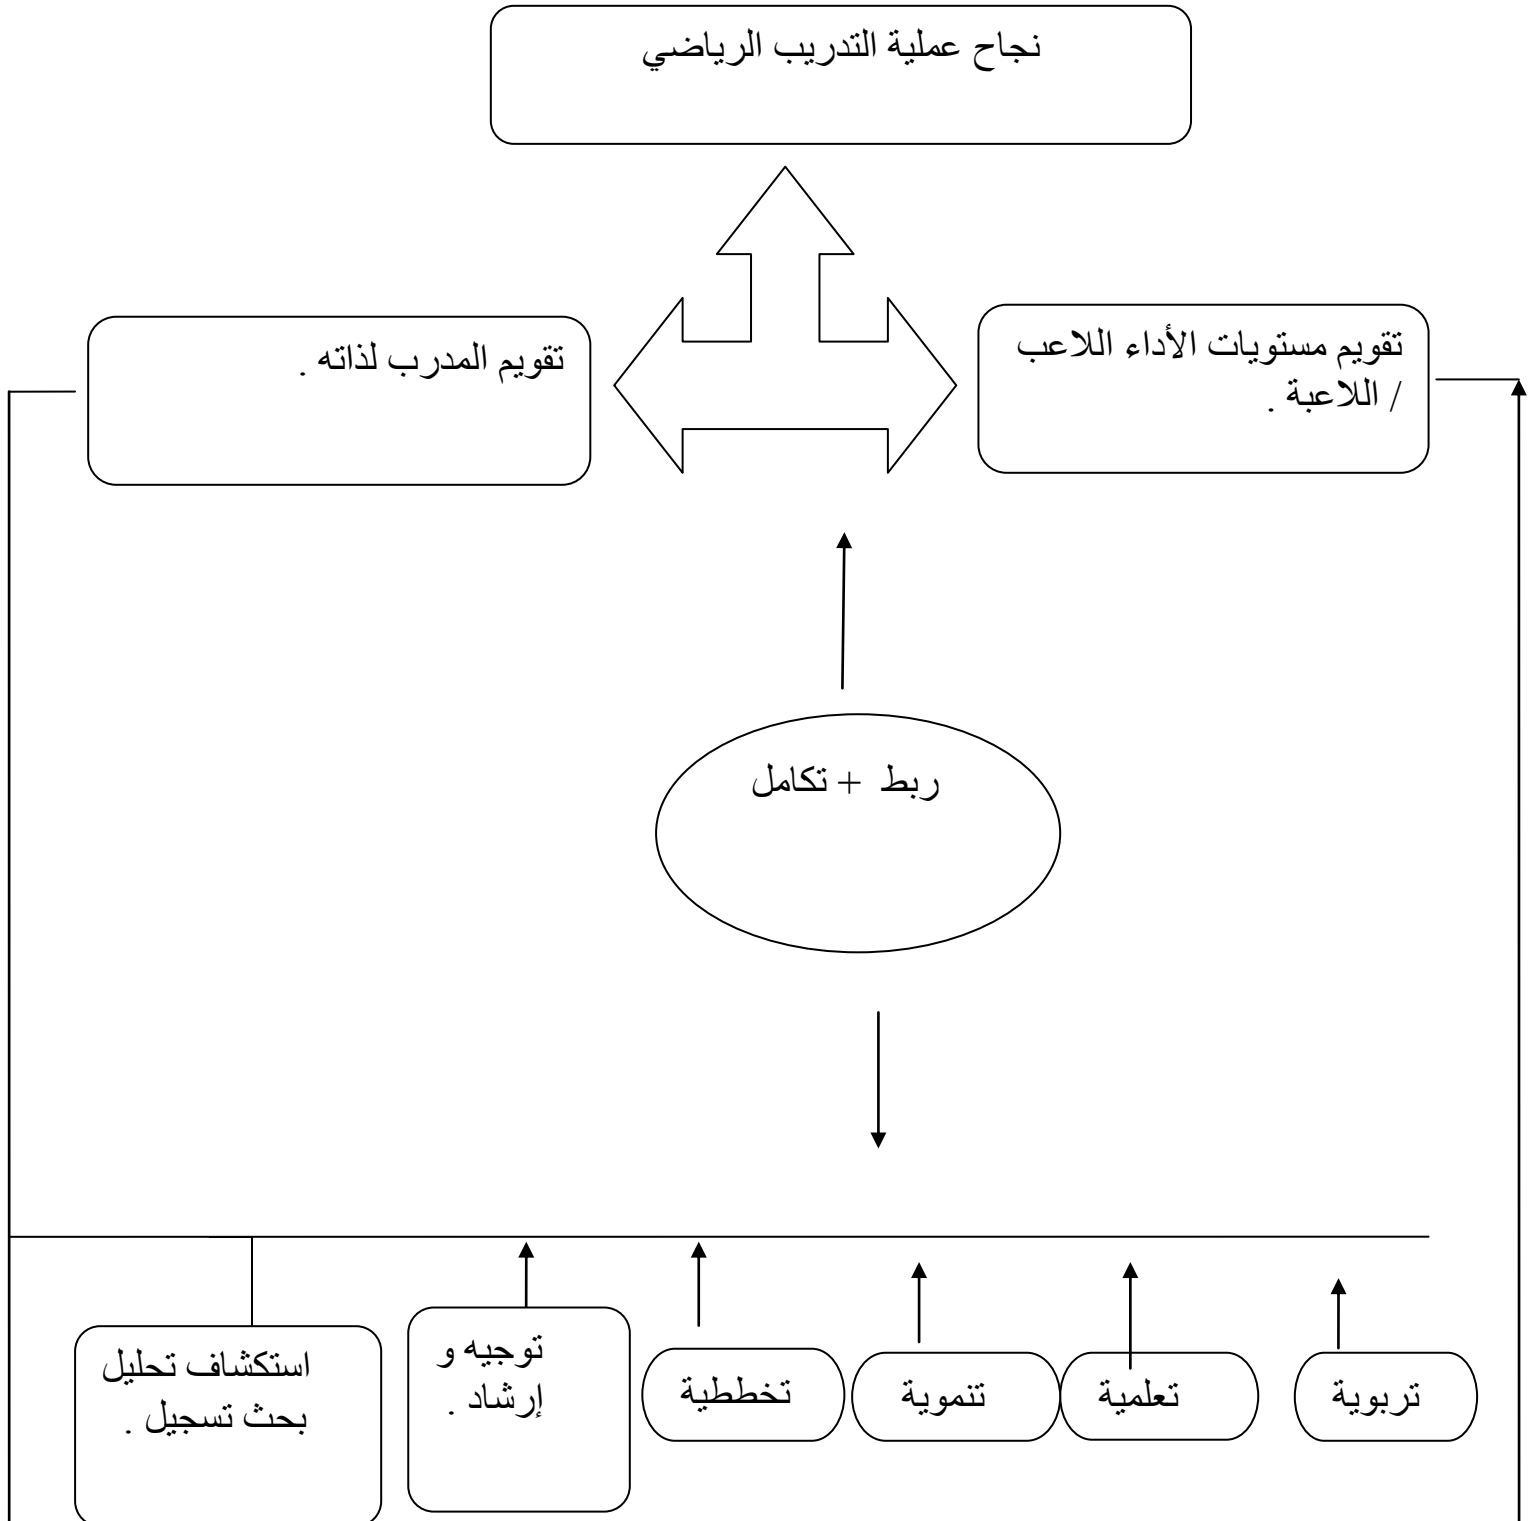 نجاح عملية التدريب الرياضي
تقويم مستويات الأداء اللاعب
/ اللاعبة .
تقويم المدرب لذاته .
ربط + تكامل
تربوية
تعلمية
تنموية
تخططية
توجيه و
إرشاد .
استكشاف تحليل
بحث تسجيل .